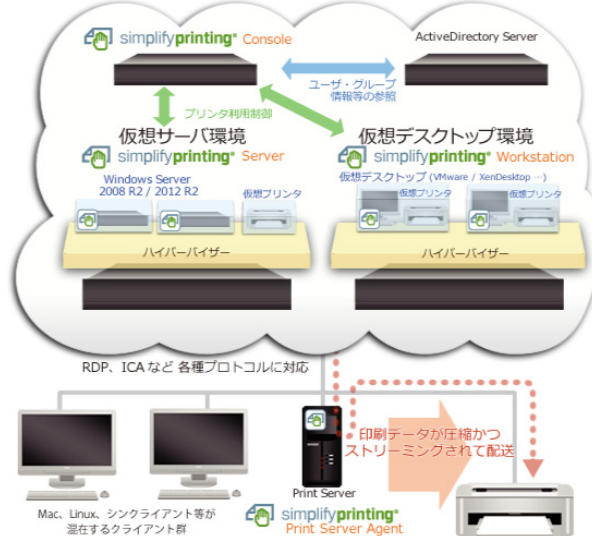 simplifyprinting® Console
ActiveDirectory Server
ユーザ・グループ
情報等の参照
プリンタ利用制御
仮想サーバ環境
simplifyprinting® Server
Windows Server
2008 R2 / 2012 R2
仮想プリンタ
ハイパーバイザー
仮想デスクトップ環境
simplifyprinting® Workstation
仮想デスクトップ (VMware / XenDesktop …)
仮想プリンタ
仮想プリンタ
ハイパーバイザー
RDP、ICA など 各種プロトコルに対応
印刷データが圧縮かつ
ストリーミングされて配送
Print Server
simplifyprinting®
Print Server Agent
Mac、Linux、シンクライアント等が
混在するクライアント群